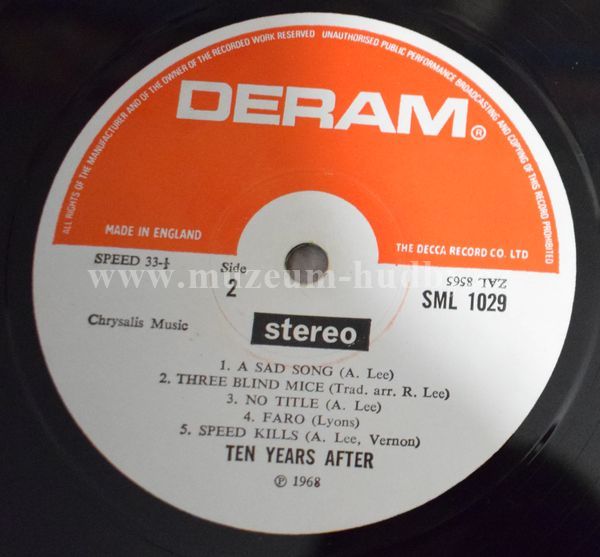 ALL RIGHTS OF THE MANUFACTURER AND OF THE OWNER OF THE RECORDED WORK RESERVED UNAUTHORISED PUBLIC PERFORMANCE BROADCASTING AND COPYING OF THIS RECORD PROHIBITED
DERAM®
MADE IN ENGLAND
THE DECCA RECORD CO. LTD
SPEED 33-⅓
Side
2
ZAL 8565
SML 1029
Chrysalis Music
stereo
1. A SAD SONG (A. Lee)
2. THREE BLIND MICE (Trad. arr. R. Lee)
3. NO TITLE (A. Lee)
4. FARO (Lyons)
5. SPEED KILLS (A. Lee, Vernon)
TEN YEARS AFTER
℗ 1968